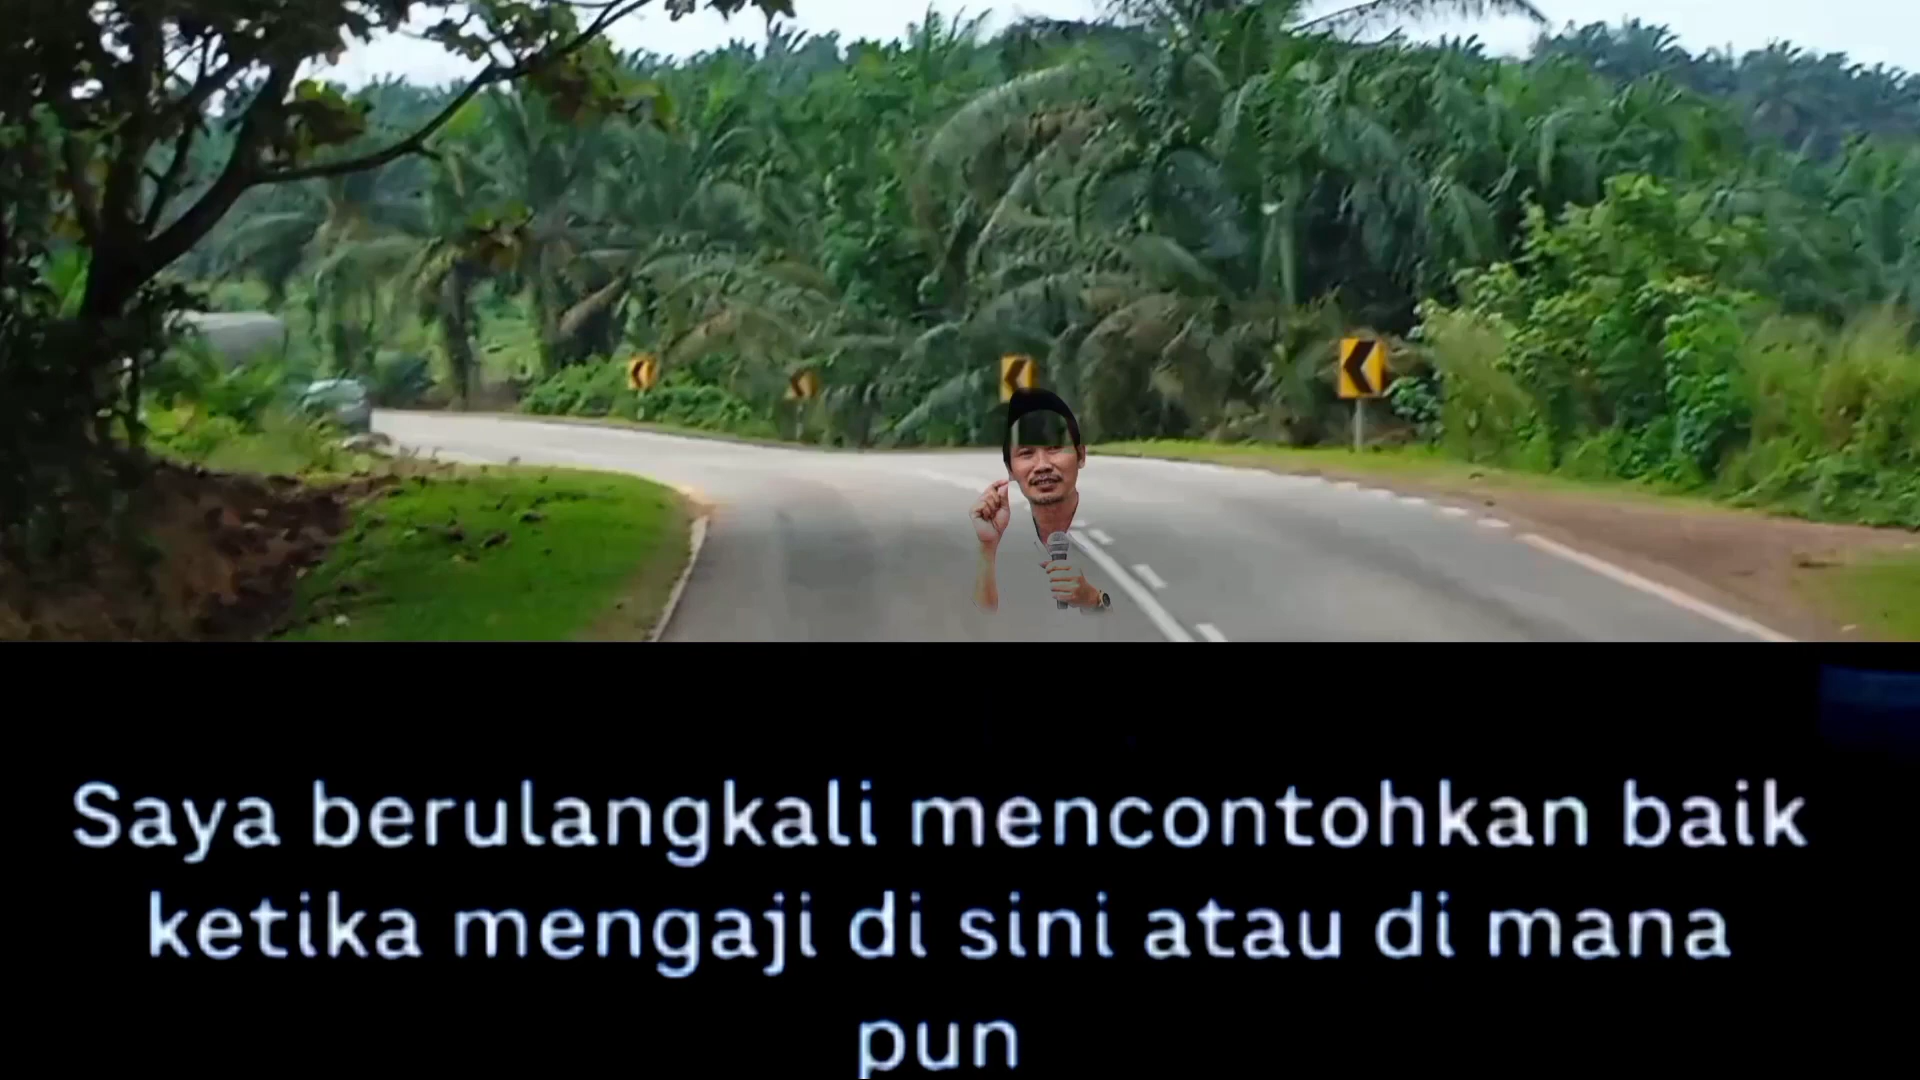 Saya berulangkali mencontohkan baik
ketika mengaji di sini atau di mana
pun